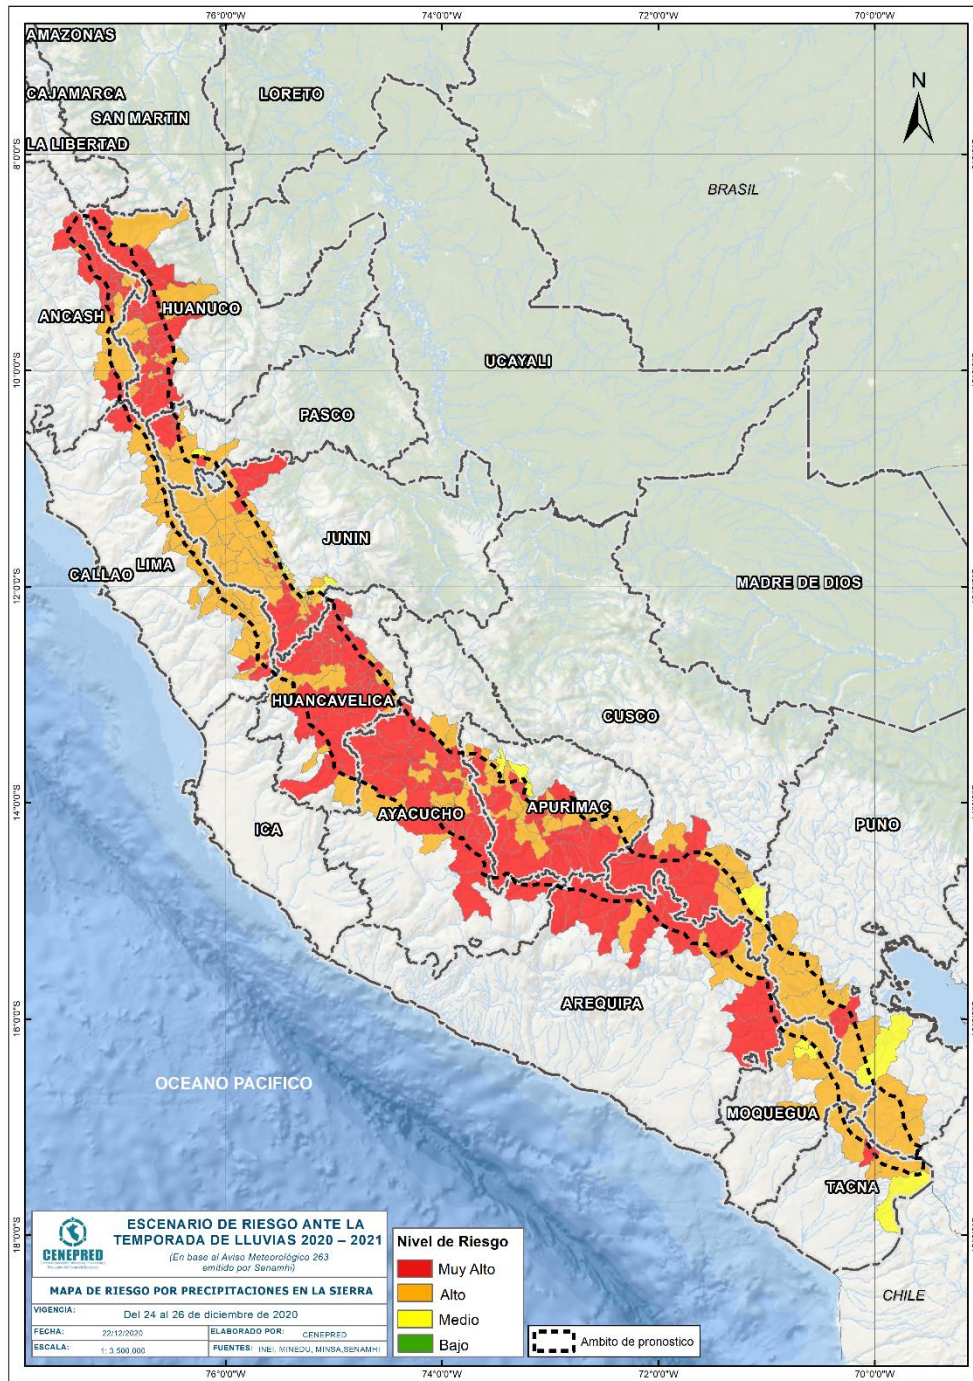 76°0'0"W 74°0'0"W 72°0'0"W 70°0'0"W
AMAZONAS
CAJAMARCA
LORETO
SAN MARTIN
LA LIBERTAD
N
8°0'0"S
BRASIL
ANCASH
HUANUCO
10°0'0"S
UCAYALI
PASCO
JUNIN
LIMA
CALLAO
12°0'0"S
MADRE DE DIOS
HUANCAVELICA
CUSCO
14°0'0"S
APURIMAC
AYACUCHO
ICA
PUNO
AREQUIPA
16°0'0"S
OCEANO PACIFICO
MOQUEGUA
TACNA
18°0'0"S
CHILE
CENEPRED
ESCENARIO DE RIESGO ANTE LA
TEMPORADA DE LLUVIAS 2020 – 2021
(En base al Aviso Meteorológico 263
emitido por Senamhi)
MAPA DE RIESGO POR PRECIPITACIONES EN LA SIERRA
VIGENCIA: Del 24 al 26 de diciembre de 2020
FECHA: 22/12/2020 ELABORADO POR: CENEPRED
ESCALA: 1: 3,500,000 FUENTES: INEI, MINEDU, MINSA,SENAMHI
Nivel de Riesgo
Muy Alto
Alto
Medio
Bajo
Ambito de pronostico
76°0'0"W 74°0'0"W 72°0'0"W 70°0'0"W